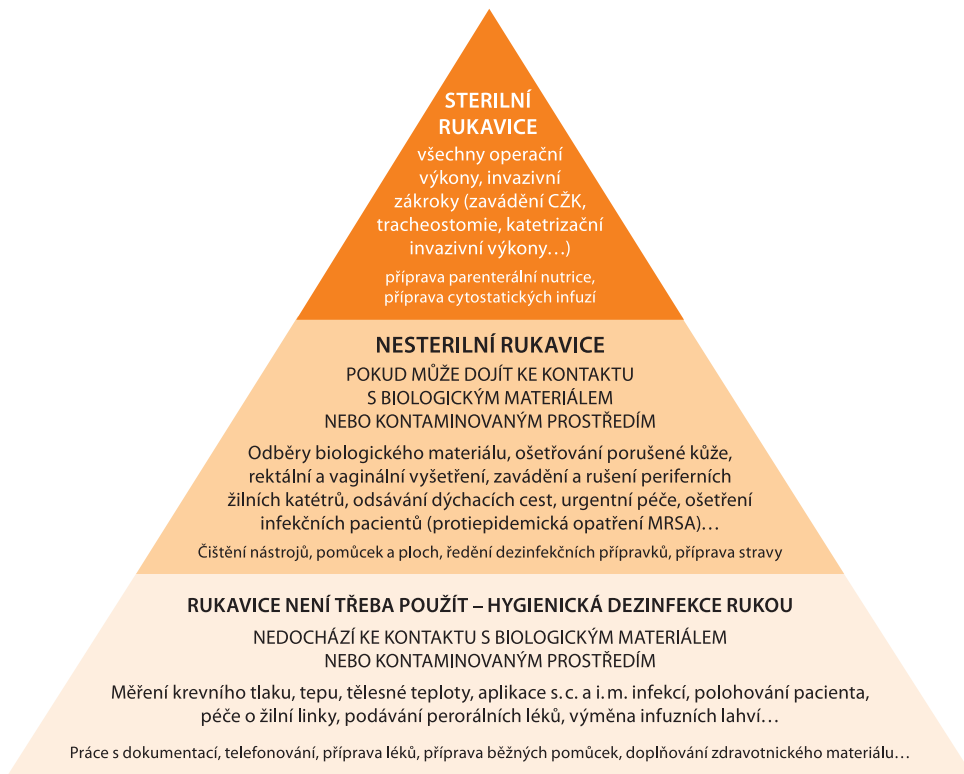 STERILNÍ
RUKAVICE
všechny operační
výkony, invazivní
zákroky (zavádění CŽK,
tracheostomie, katetrizační
invazivní výkony…)
příprava parenterální nutrice,
příprava cytostatických infuzí
NESTERILNÍ RUKAVICE
POKUD MŮŽE DOJÍT KE KONTAKTU
S BIOLOGICKÝM MATERIÁLEM
NEBO KONTAMINOVANÝM PROSTŘEDÍM
Odběry biologického materiálu, ošetřování porušené kůže,
rektální a vaginální vyšetření, zavádění a rušení periferních
žilních katétrů, odsávání dýchacích cest, urgentní péče, ošetření
infekčních pacientů (protiepidemická opatření MRSA)…
Čištění nástrojů, pomůcek a ploch, ředění dezinfekčních přípravků, příprava stravy
RUKAVICE NENÍ TŘEBA POUŽÍT – HYGIENICKÁ DEZINFEKCE RUKOU
NEDOCHÁZÍ KE KONTAKTU S BIOLOGICKÝM MATERIÁLEM
NEBO KONTAMINOVANÝM PROSTŘEDÍM
Měření krevního tlaku, tepu, tělesné teploty, aplikace s.c. a i.m. infekcí, polohování pacienta,
péče o žilní linky, podávání perorálních léků, výměna infuzních lahví…
Práce s dokumentací, telefonování, příprava léků, příprava běžných pomůcek, doplňování zdravotnického materiálu…